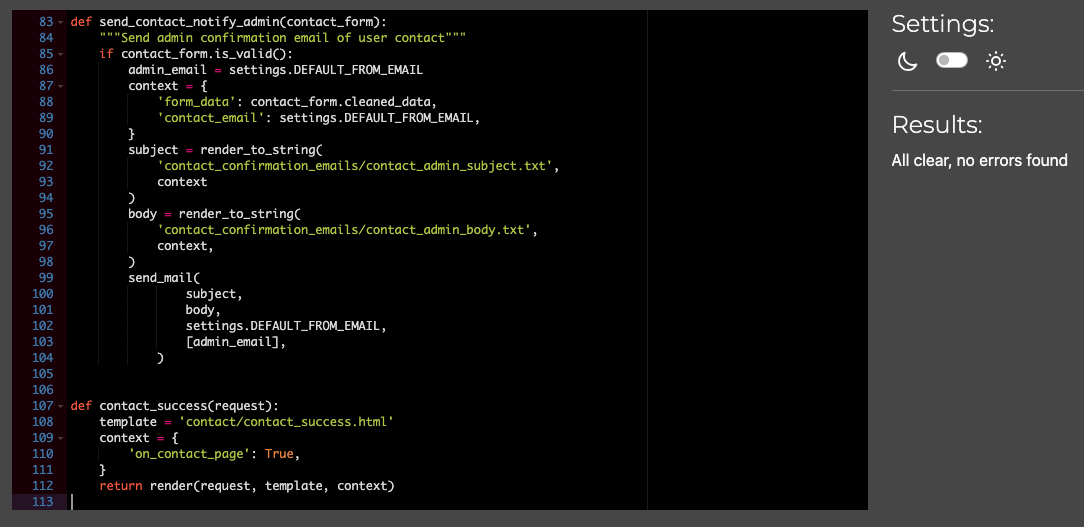 83 def send_contact_notify_admin(contact_form):
84     """Send admin confirmation email of user contact"""
85     if contact_form.is_valid():
86         admin_email = settings.DEFAULT_FROM_EMAIL
87         context = {
88             'form_data': contact_form.cleaned_data,
89             'contact_email': settings.DEFAULT_FROM_EMAIL,
90         }
91         subject = render_to_string(
92             'contact_confirmation_emails/contact_admin_subject.txt',
93             context
94         )
95         body = render_to_string(
96             'contact_confirmation_emails/contact_admin_body.txt',
97             context,
98         )
99         send_mail(
100                 subject,
101                 body,
102                 settings.DEFAULT_FROM_EMAIL,
103                 [admin_email],
104             )
105
106
107 def contact_success(request):
108     template = 'contact/contact_success.html'
109     context = {
110         'on_contact_page': True,
111     }
112     return render(request, template, context)
113
Settings:
Results:
All clear, no errors found